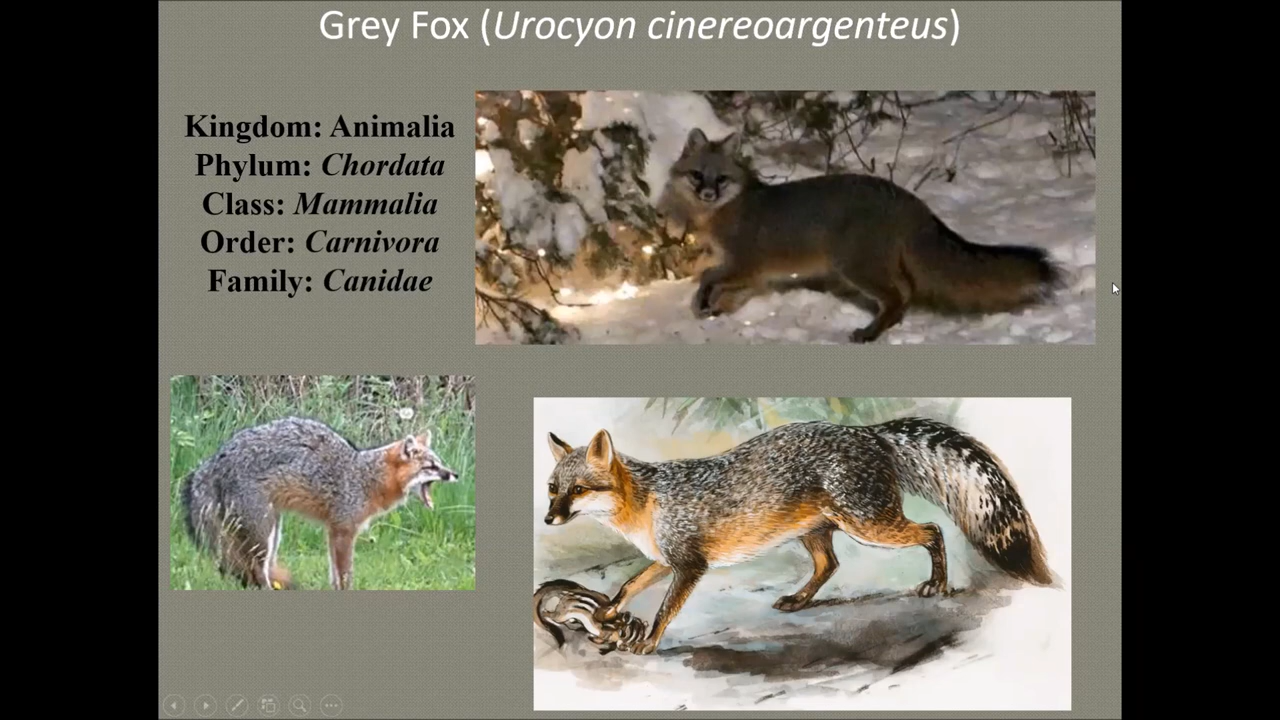 Grey Fox (Urocyon cinereoargenteus)
Kingdom: Animalia
Phylum: Chordata
Class: Mammalia
Order: Carnivora
Family: Canidae